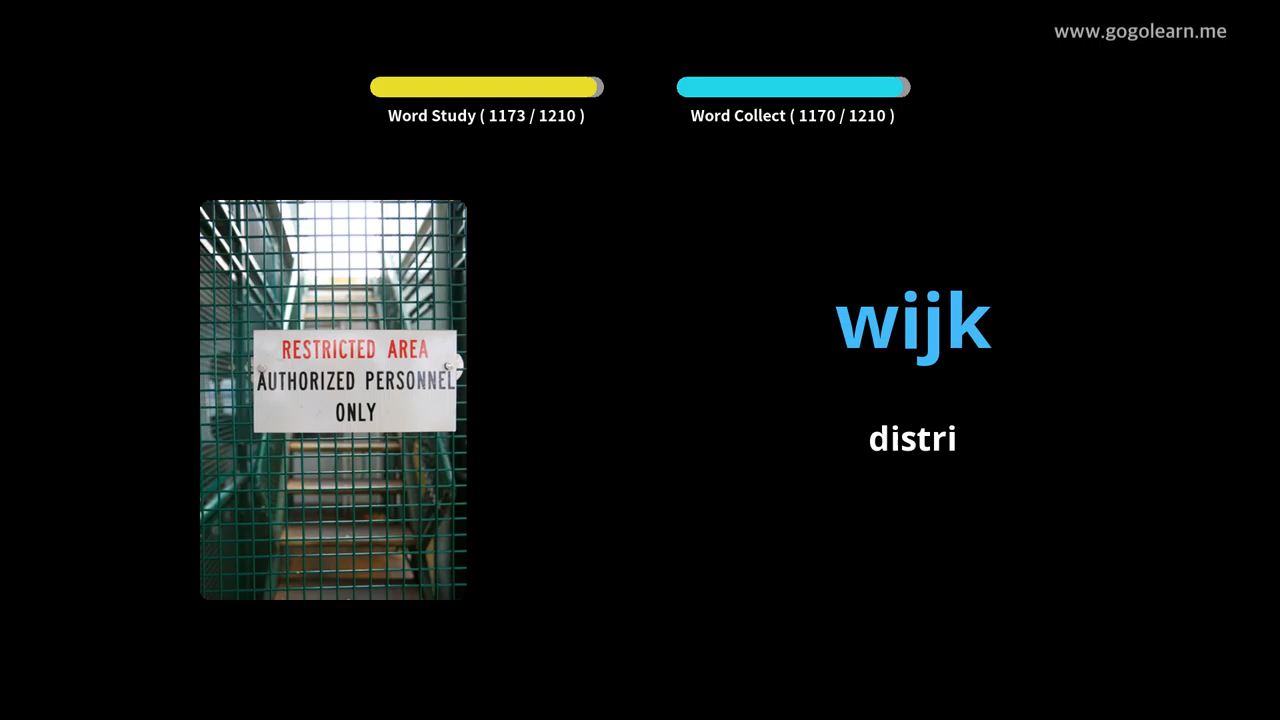 www.gogolearn.me
Word Study ( 1173 / 1210 )
Word Collect ( 1170 / 1210 )
RESTRICTED AREA
AUTHORIZED PERSONNEL
ONLY
wijk
distri